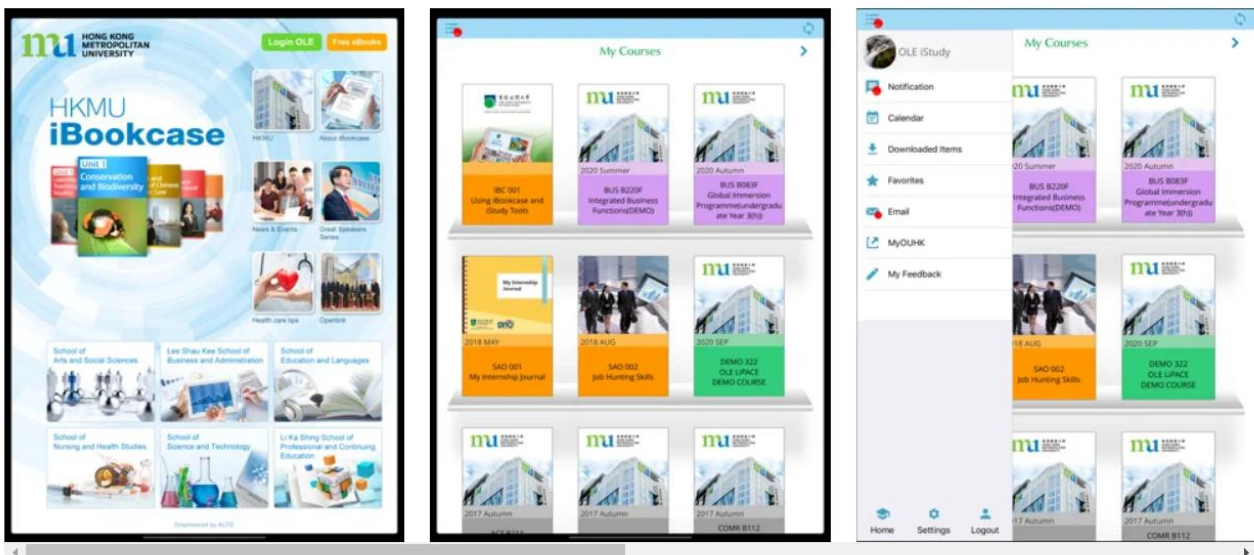 HONG KONG
METROPOLITAN
UNIVERSITY
Login OLE
Free eBooks
HKMU
iBookcase
Unit 1
Conservation
and Biodiversity
HKMU
About iBookcase
News & Events
Great Speakers
Series
Health care tips
Openlink
School of
Arts and Social Sciences
Lee Shau Kee School of
Business and Administration
School of
Education and Languages
School of
Nursing and Health Studies
School of
Science and Technology
Li Ka Shing School of
Professional and Continuing
Education
Empowered by ALTO
My Courses
IBC 001
Using iBookcase and
iStudy Tools
2020 Summer
BUS B220F
Integrated Business
Functions(DEMO)
2020 Autumn
BUS B083F
Global Immersion
Programme(undergradu
ate Year 3(h))
My Internship
Journal
2018 MAY
SAO 001
My Internship Journal
2018 AUG
SAO 002
Job Hunting Skills
2020 SEP
DEMO 322
OLE LiPACE
DEMO COURSE
2017 Autumn
2017 Autumn
2017 Autumn
COMR B112
OLE iStudy
Notification
Calendar
Downloaded Items
Favorites
Email
MyOUHK
My Feedback
Home
Settings
Logout
My Courses
020 Summer
BUS B220F
Integrated Business
Functions(DEMO)
2020 Autumn
BUS B083F
Global Immersion
Programme(undergradu
ate Year 3(h))
18 AUG
SAO 002
Job Hunting Skills
2020 SEP
DEMO 322
OLE LiPACE
DEMO COURSE
17 Autumn
2017 Autumn
COMR B112